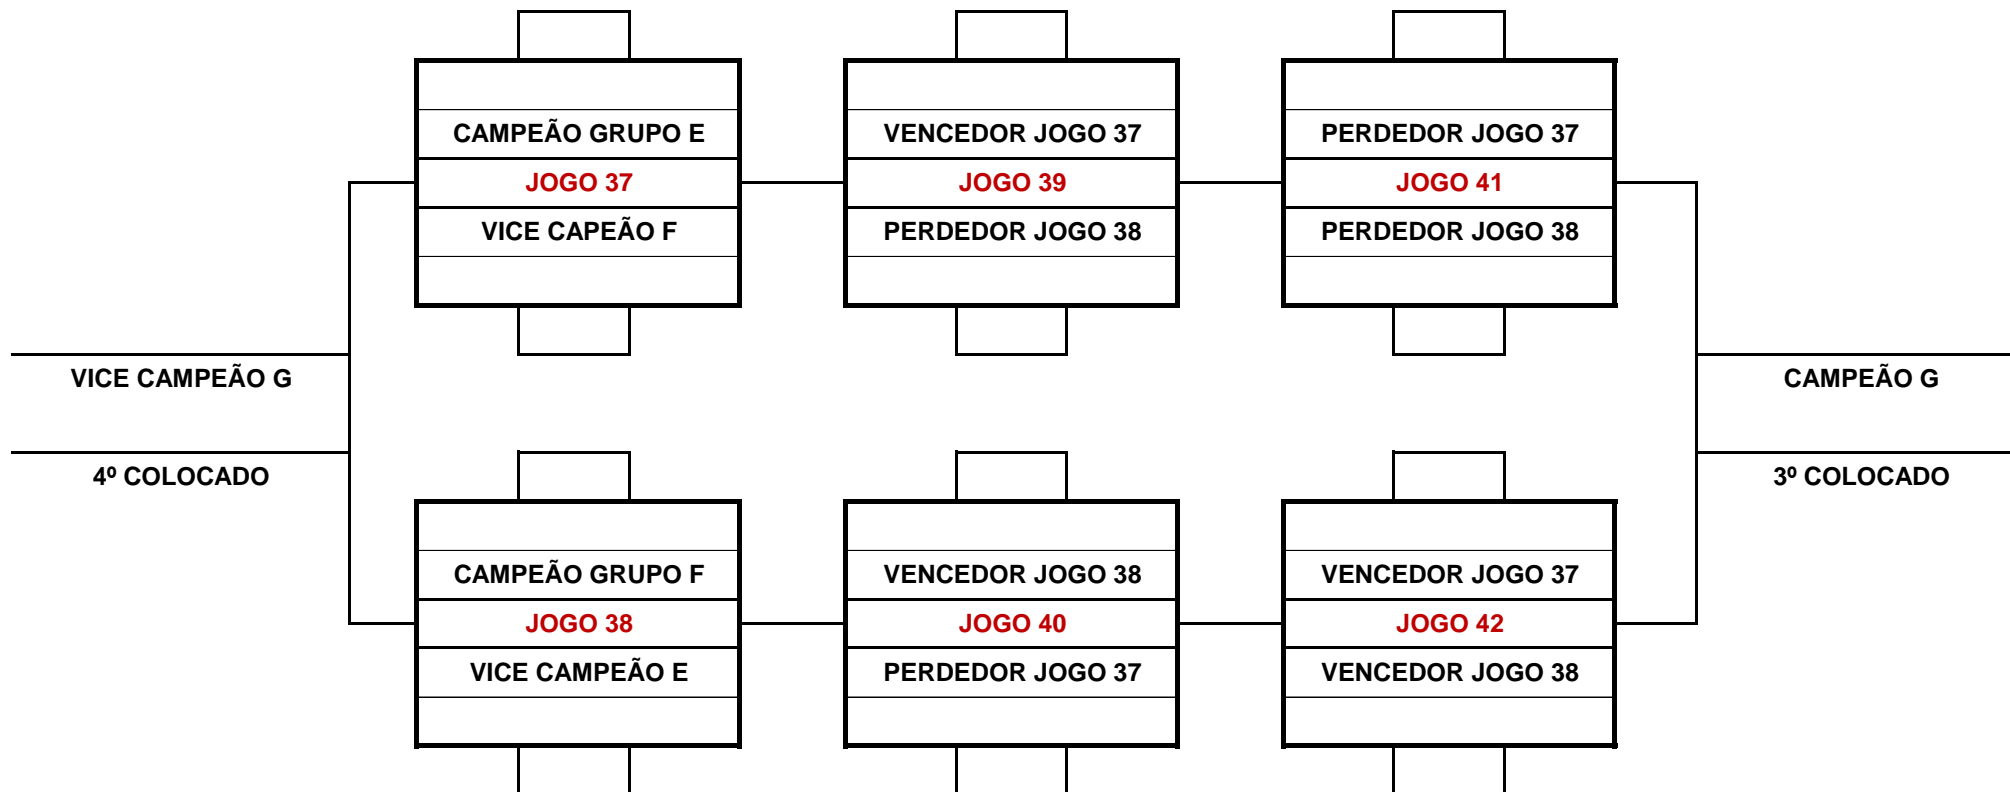 CAMPEÃO GRUPO E
JOGO 37
VICE CAPEÃO F
VENCEDOR JOGO 37
JOGO 39
PERDEDOR JOGO 38
PERDEDOR JOGO 37
JOGO 41
PERDEDOR JOGO 38
VICE CAMPEÃO G
4º COLOCADO
CAMPEÃO G
3º COLOCADO
CAMPEÃO GRUPO F
JOGO 38
VICE CAMPEÃO E
VENCEDOR JOGO 38
JOGO 40
PERDEDOR JOGO 37
VENCEDOR JOGO 37
JOGO 42
VENCEDOR JOGO 38